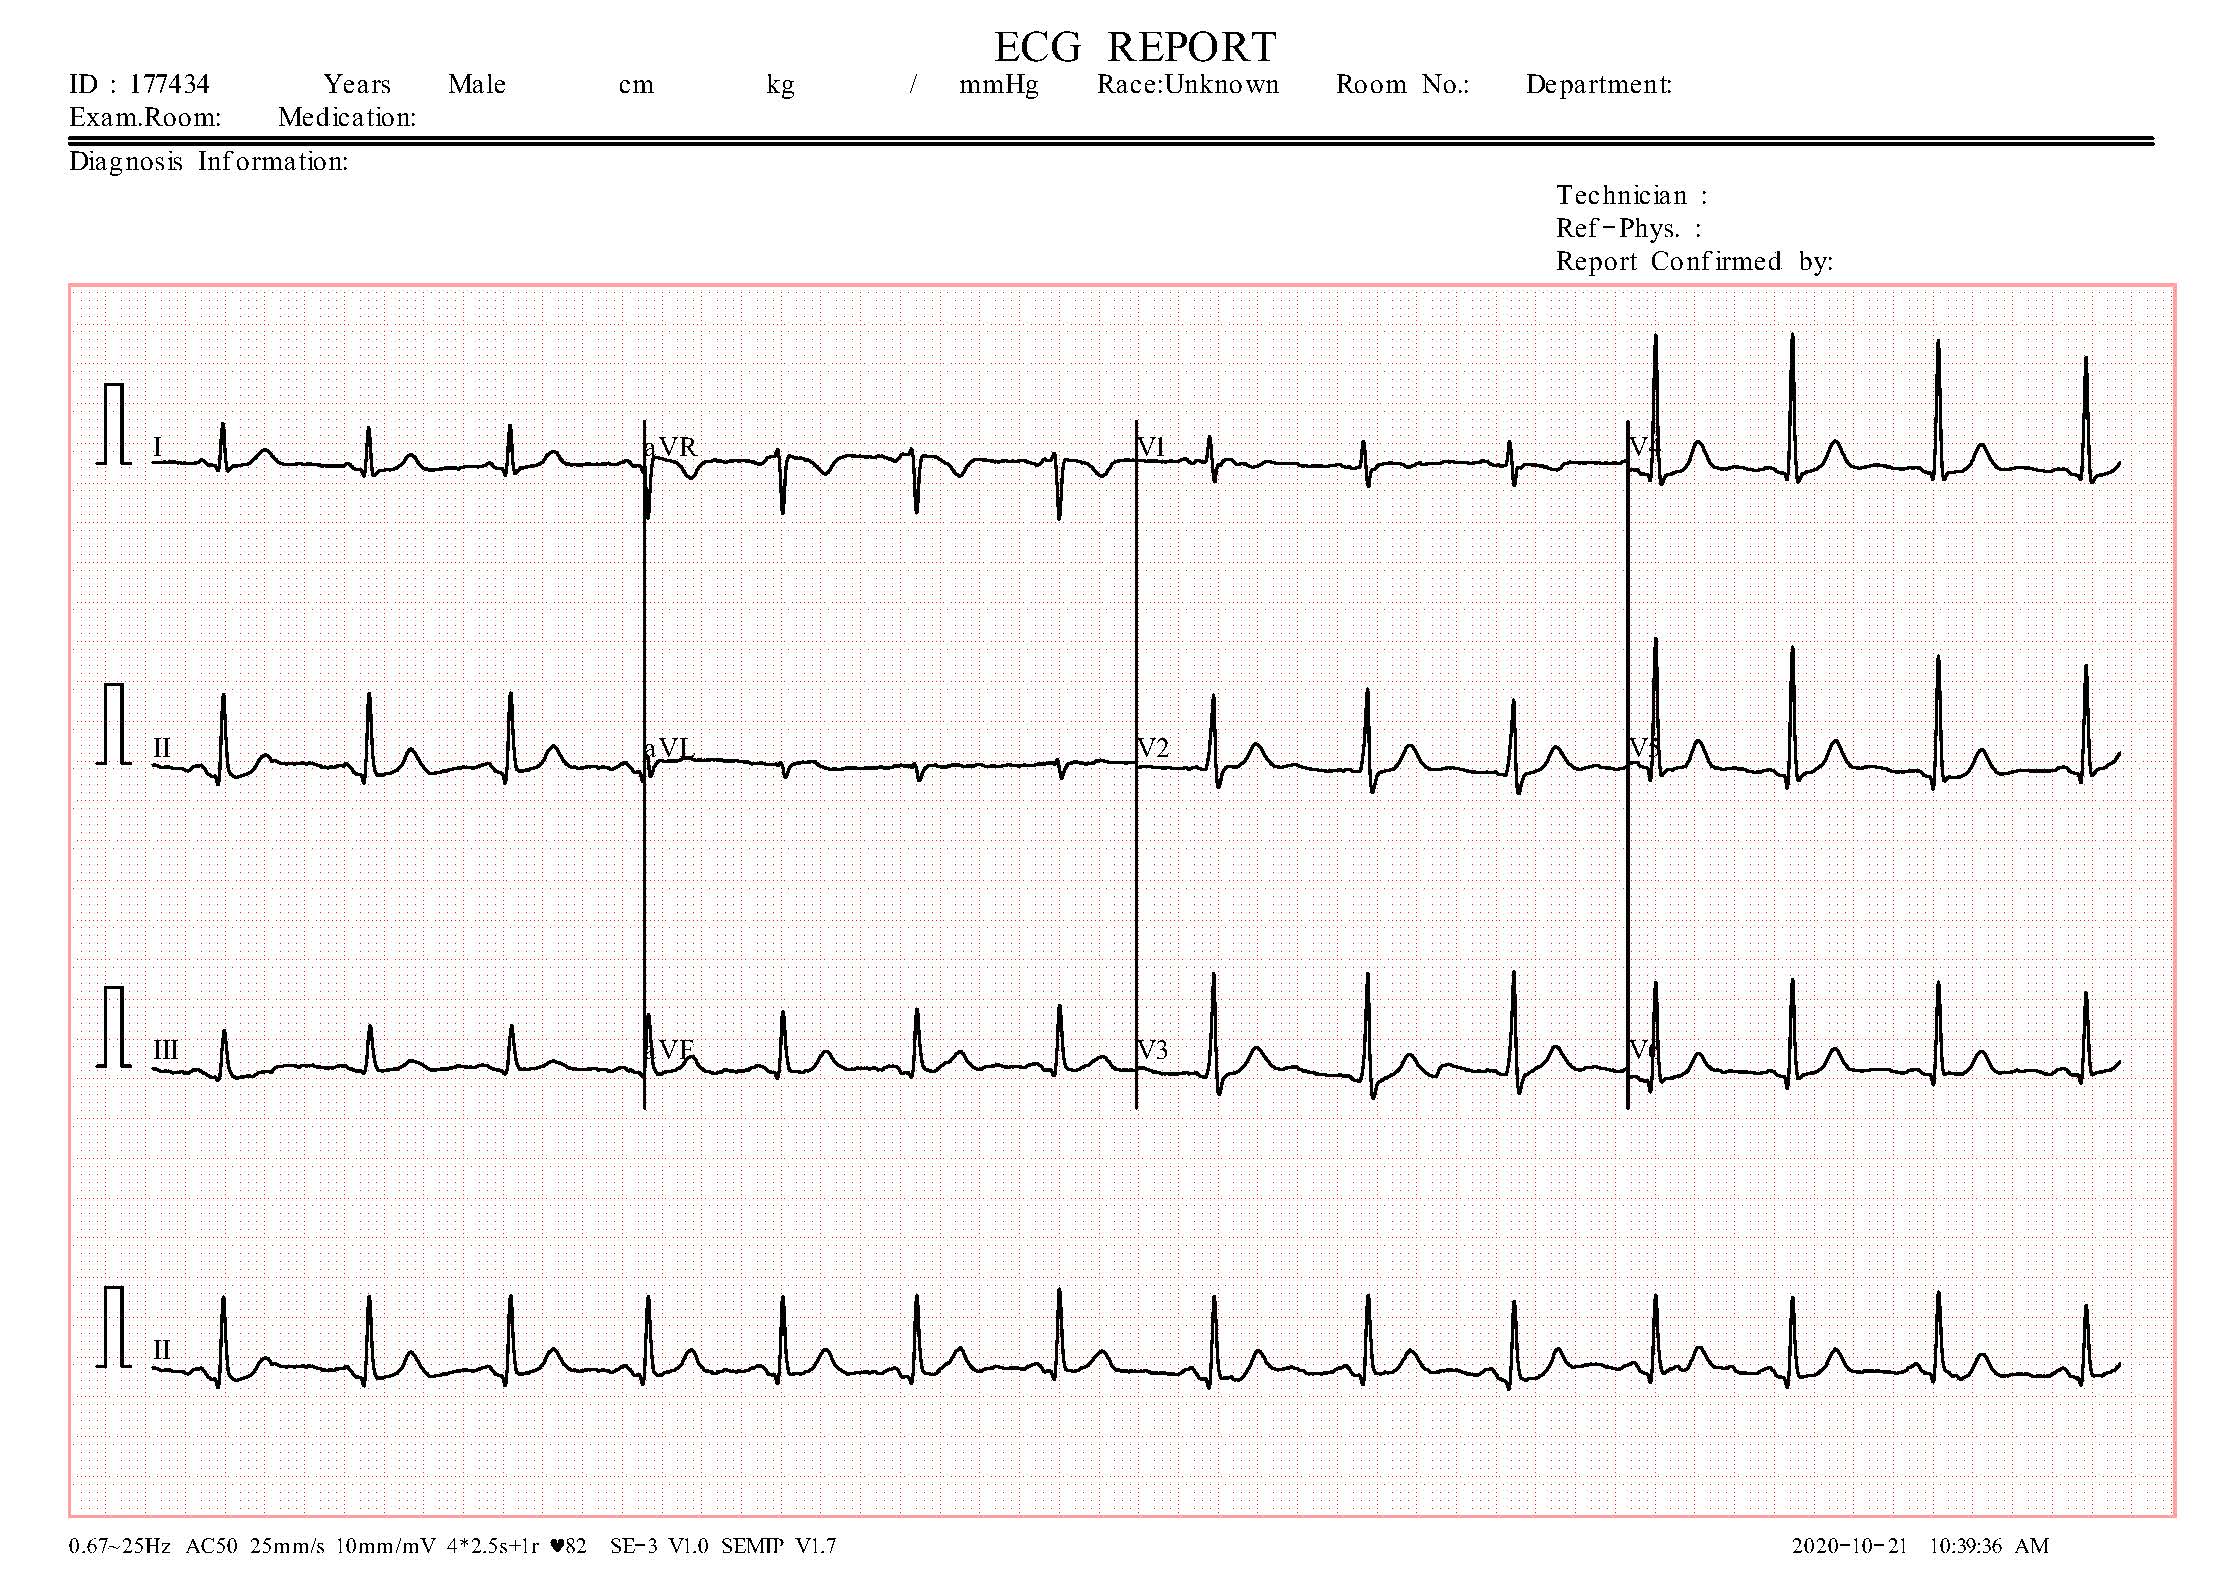 ECG REPORT
ID : 177434 Years Male cm kg / mmHg Race:Unknown Room No.: Department:
Exam.Room: Medication:
Diagnosis Information:
Technician :
Ref-Phys. :
Report Confirmed by:
I aVR V1 V4
II aVL V2 V5
III aVF V3 V6
II
0.67~25Hz AC50 25mm/s 10mm/mV 4*2.5s+1r ♥82 SE-3 V1.0 SEMIP V1.7
2020-10-21 10:39:36 AM